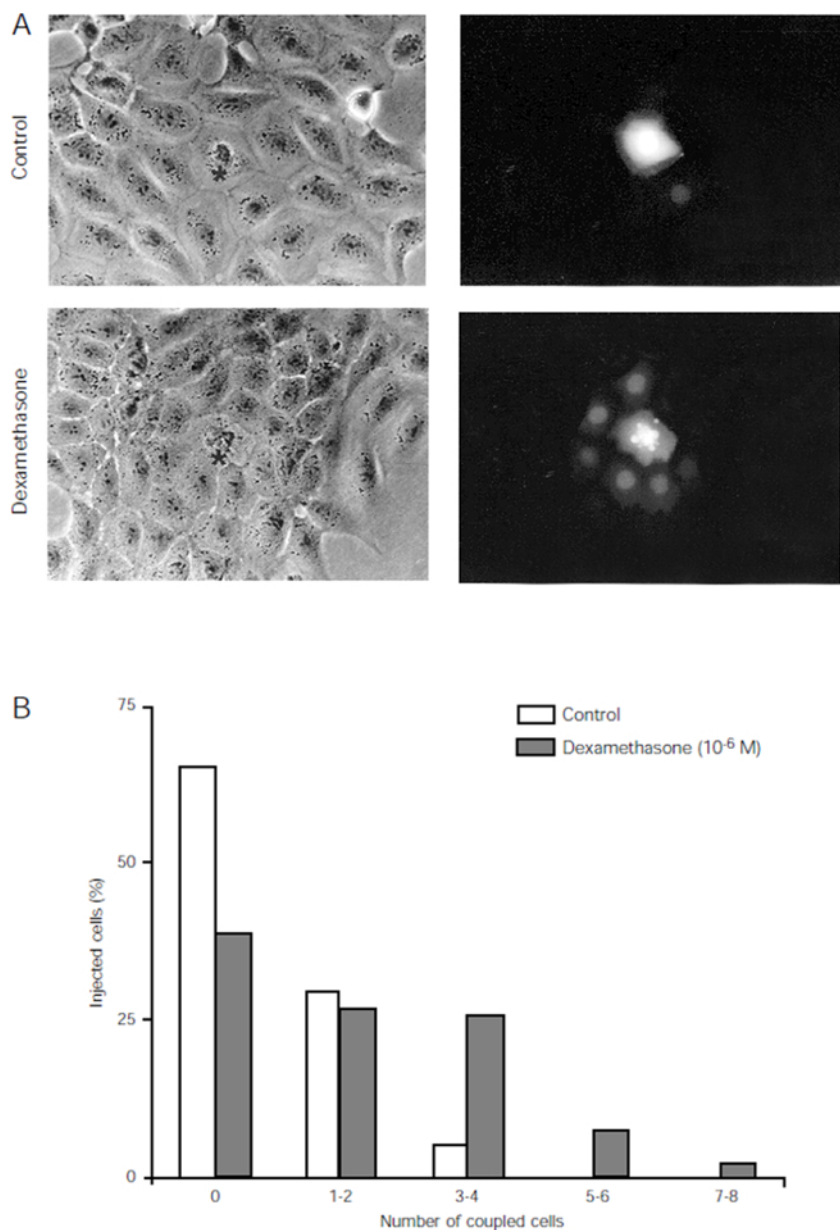 A
Control
Dexamethasone
B
75
50
25
0
Injected cells (%)
Control
Dexamethasone (10-6 M)
0
1-2
3-4
5-6
7-8
Number of coupled cells